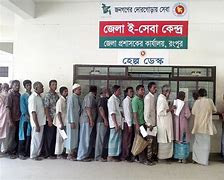 জনগণের দোরগোড়ায় সেবা
জেলা ই-সেবা কেন্দ্র
জেলা প্রশাসকের কার্যালয়, রংপুর
হেল্প ডেস্ক